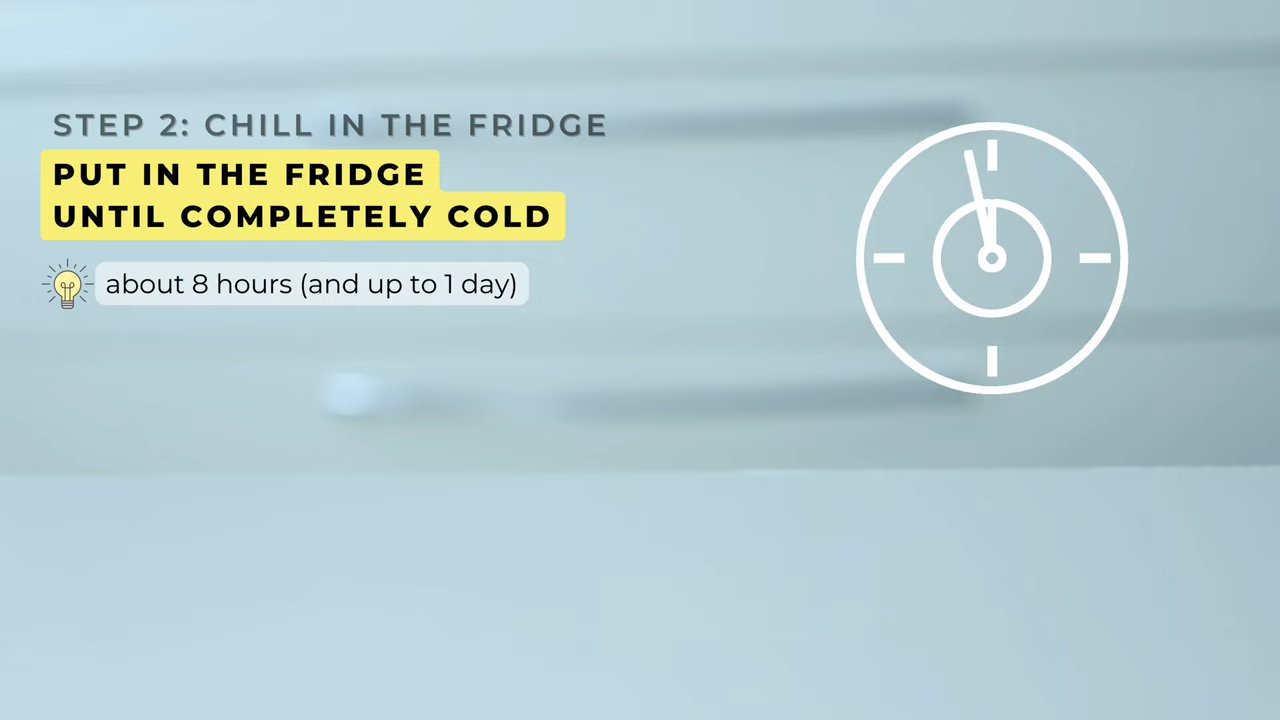 STEP 2: CHILL IN THE FRIDGE
PUT IN THE FRIDGE
UNTIL COMPLETELY COLD
about 8 hours (and up to 1 day)